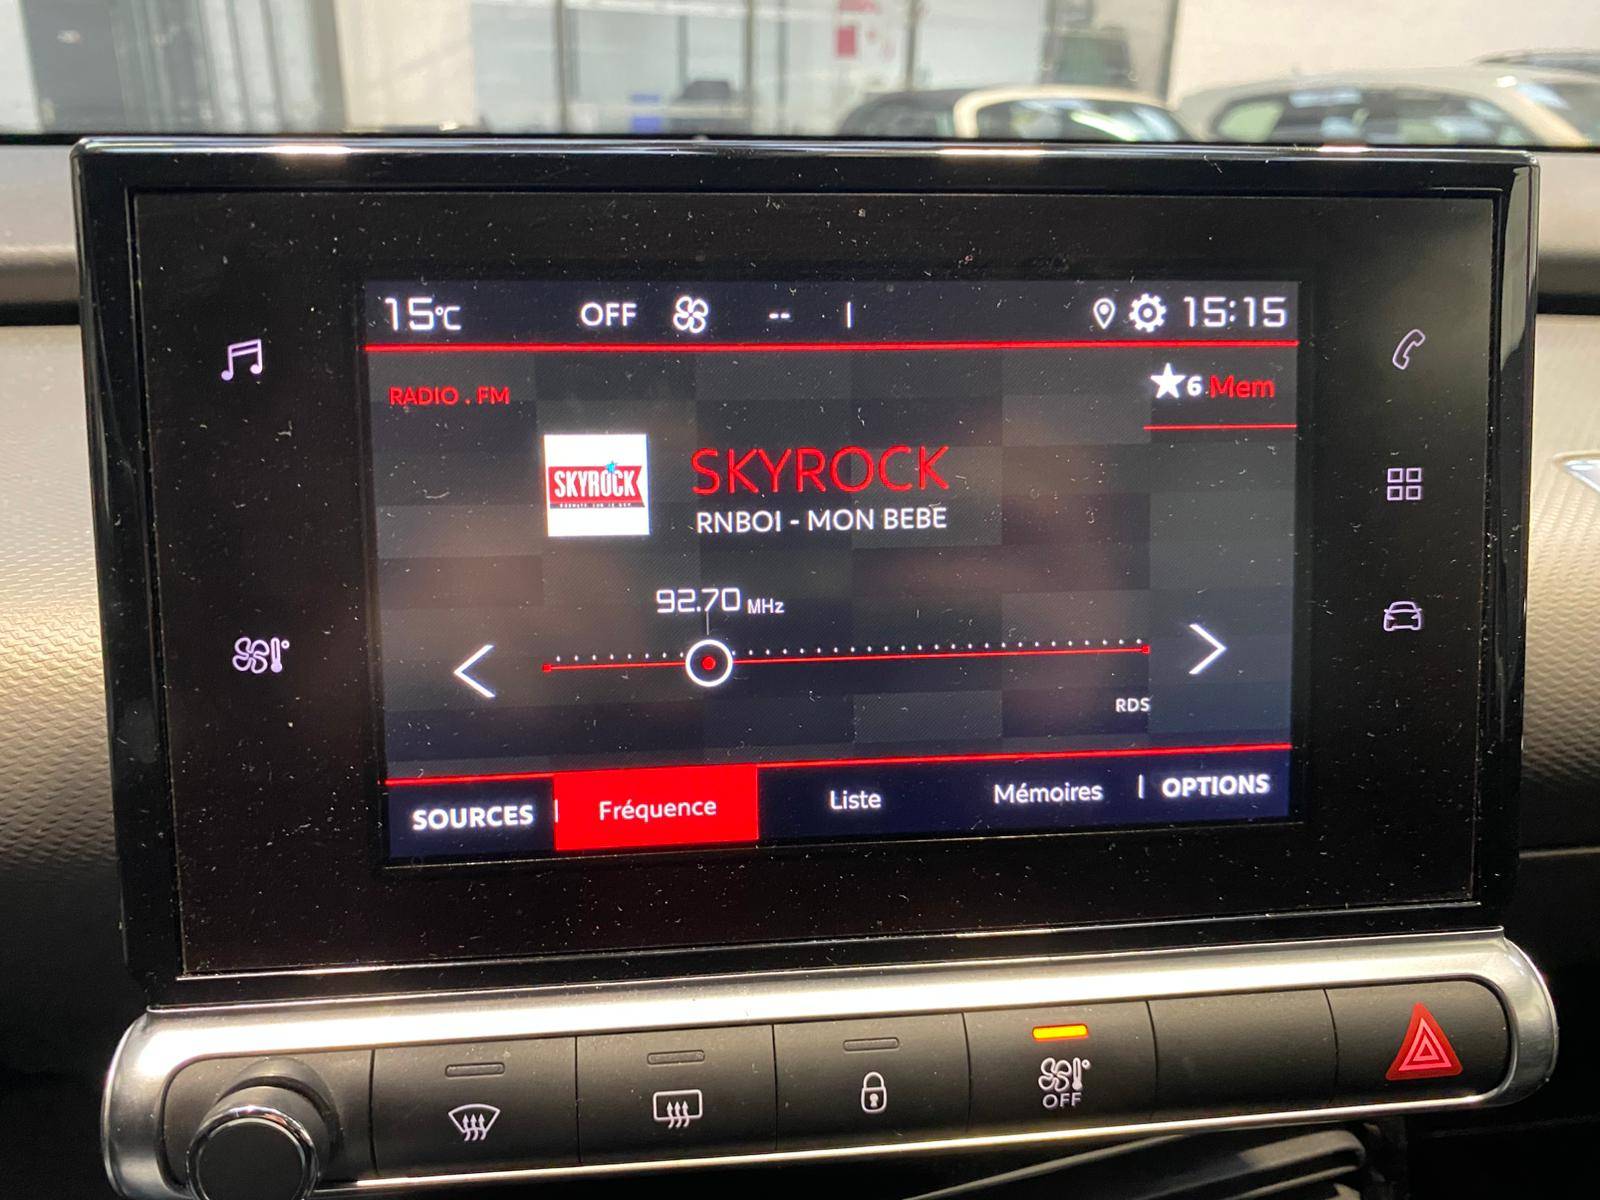 15°C OFF -- | 15:15
RADIO . FM
6 Mem
SKYROCK
SKYROCK
RNBOI - MON BEBE
92.70 MHz
RDS
SOURCES | Fréquence Liste Mémoires | OPTIONS
OFF